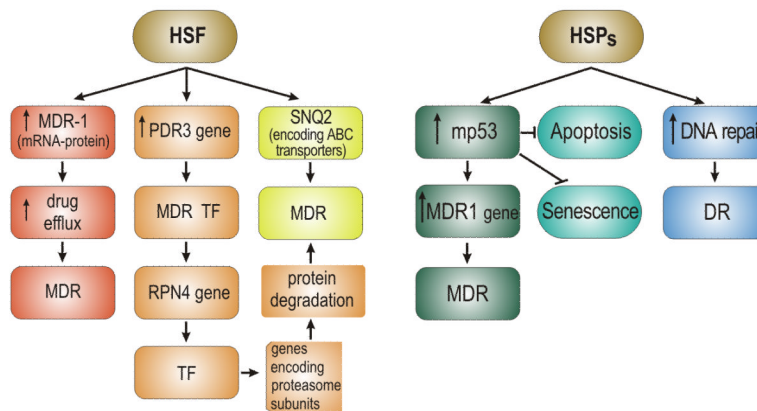 HSF
↑ MDR-1
(mRNA-protein)
↑ drug
efflux
MDR
↑ PDR3 gene
MDR TF
RPN4 gene
TF
genes
encoding
proteasome
subunits
protein
degradation
SNQ2
(encoding ABC
transporters)
MDR
HSPs
↑ mp53
Apoptosis
Senescence
↑ MDR1 gene
MDR
↑ DNA repair
DR